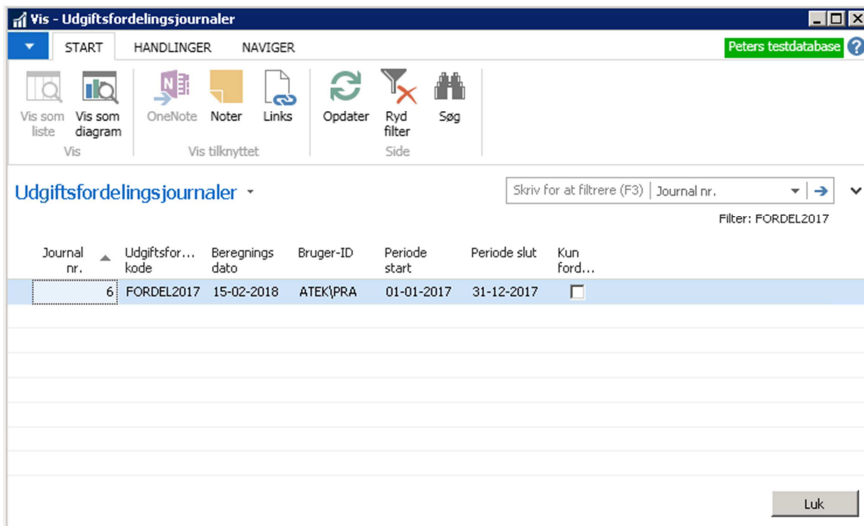 Vis - Udgiftsfordelingsjournaler
START HANDLINGER NAVIGER Peters testdatabase ?
Vis som liste
Vis som diagram
OneNote Noter Links
Opdater
Ryd filter
Søg
Vis Vis tilknyttet Side
Udgiftsfordelingsjournaler
Skriv for at filtrere (F3) Journal nr.
Filter: FORDEL2017
Journal nr. Udgiftsfor... kode Beregnings dato Bruger-ID Periode start Periode slut Kun ford...
6 FORDEL2017 15-02-2018 ATEK\PRA 01-01-2017 31-12-2017
Luk